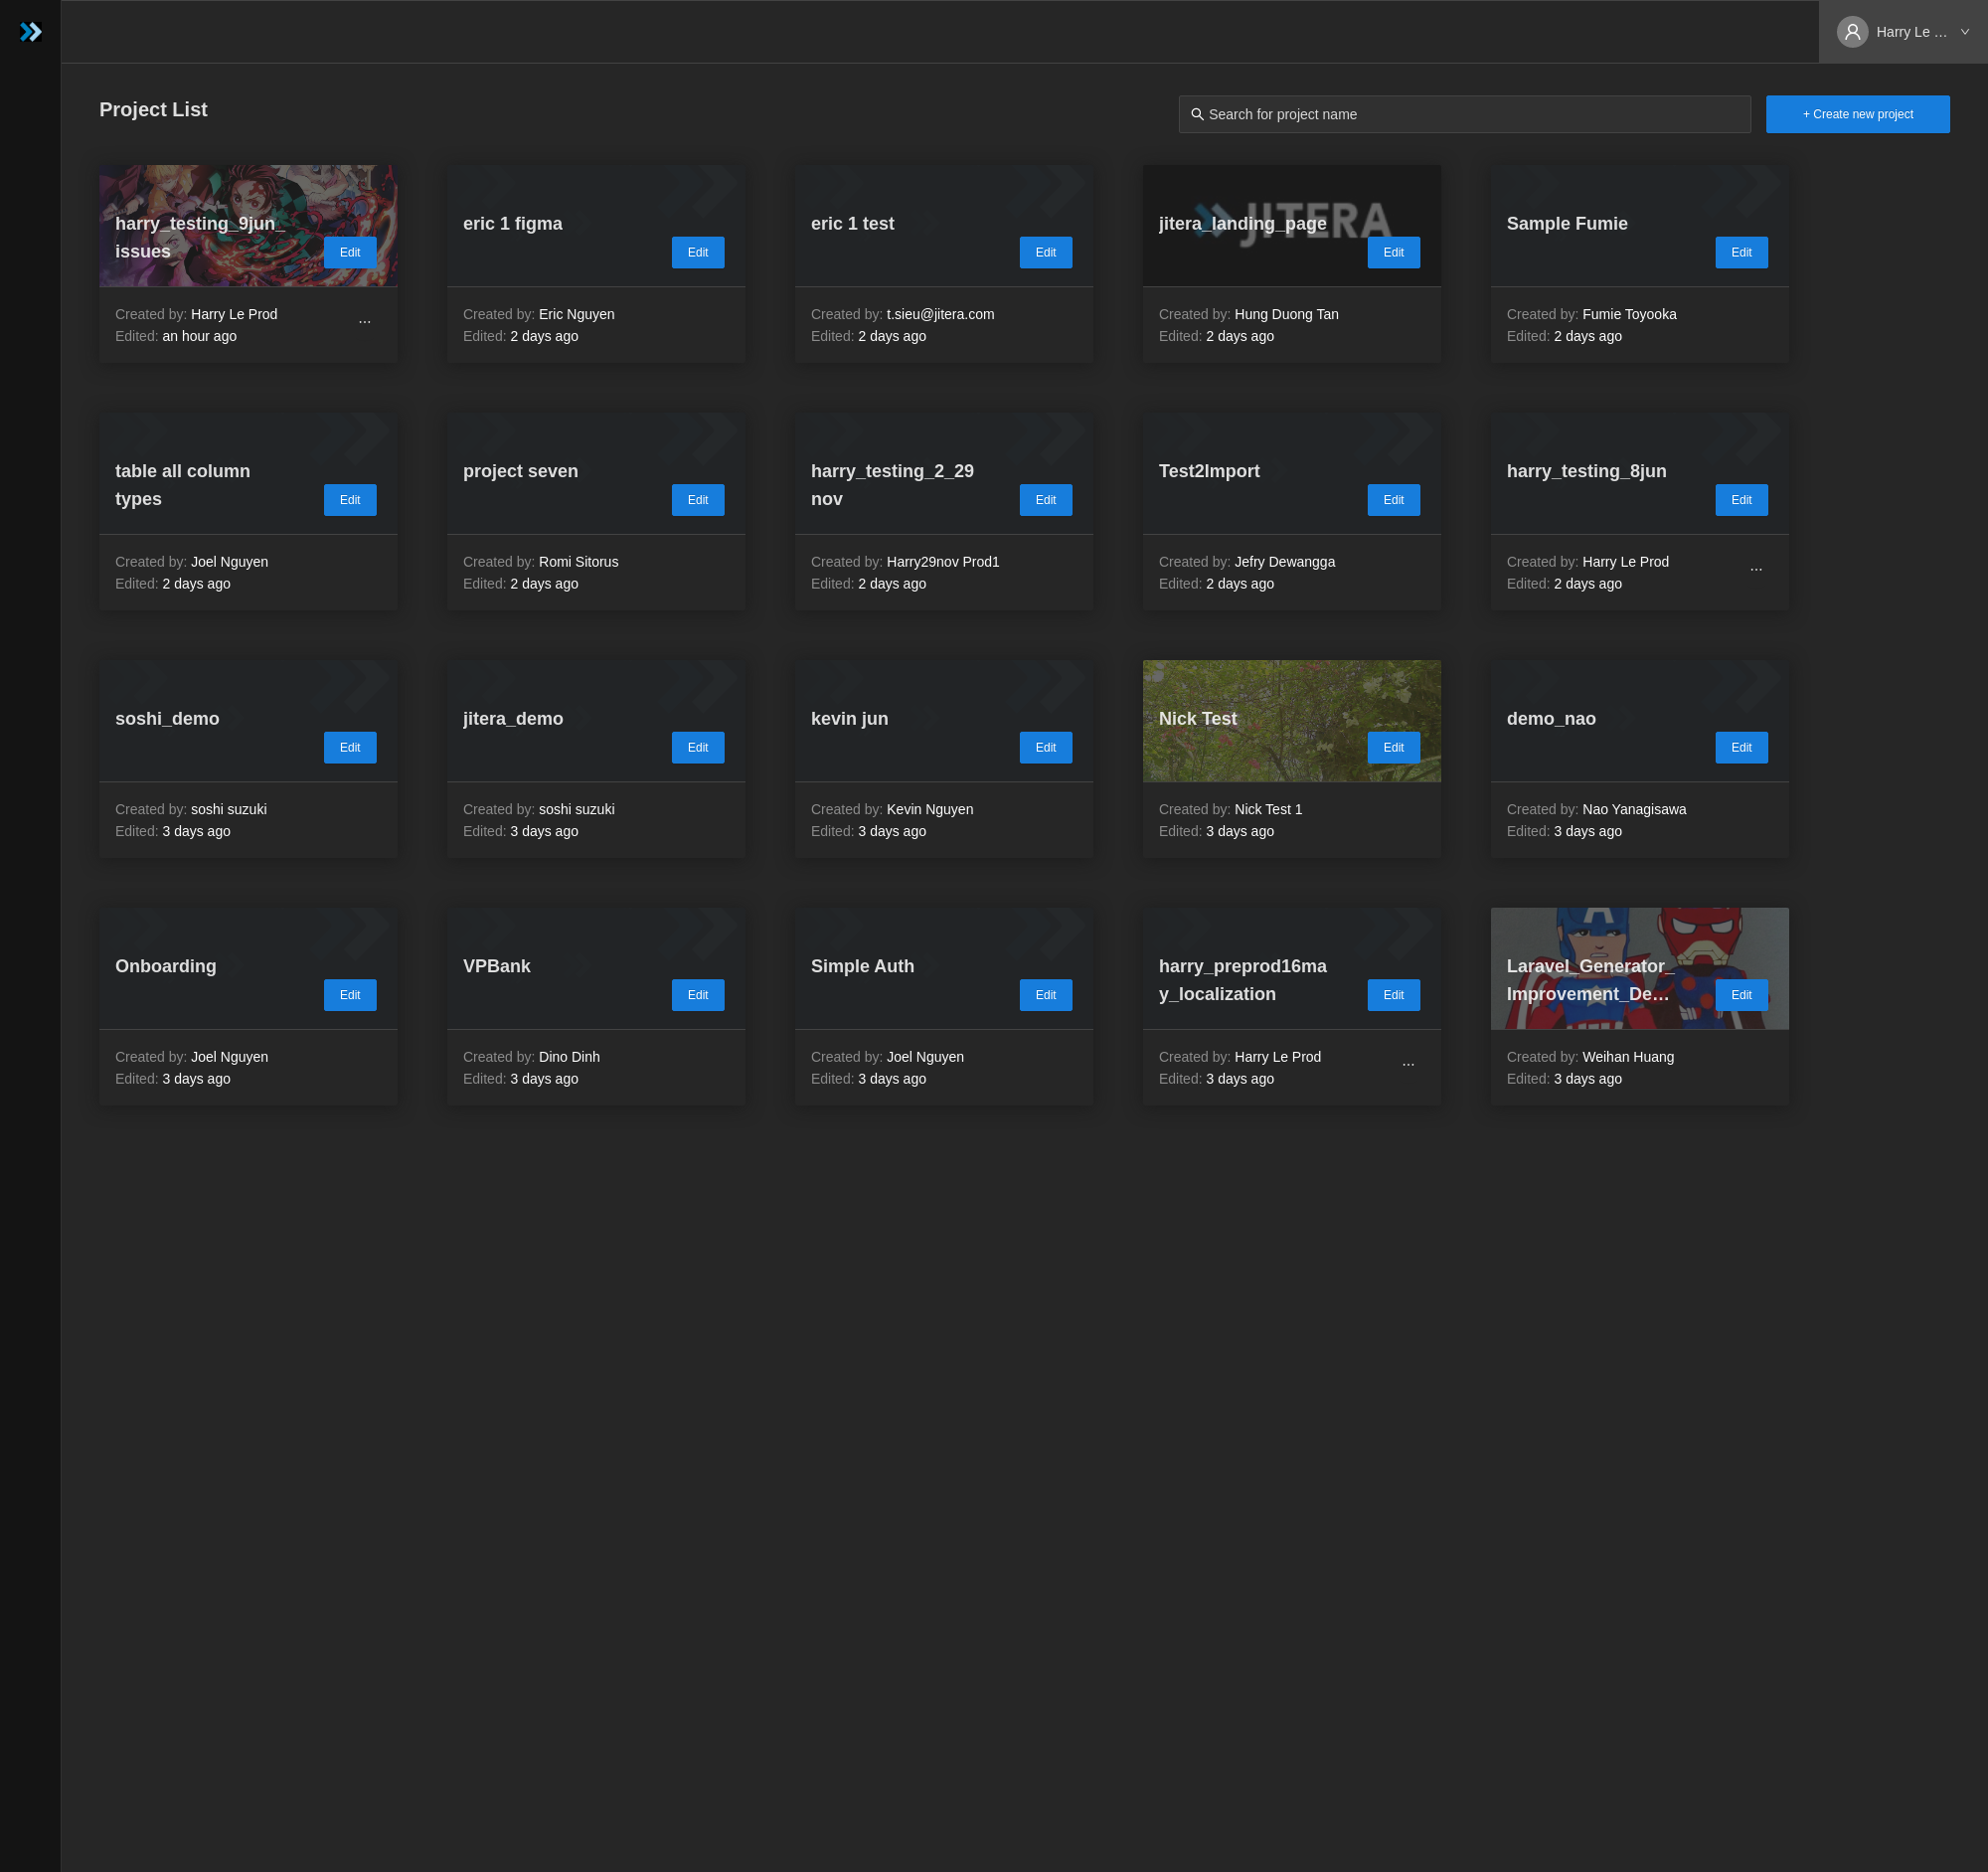 Harry Le ...
Project List
Search for project name
+ Create new project
harry_testing_9jun_
issues
Edit
Created by: Harry Le Prod
Edited: an hour ago
...
eric 1 figma
Edit
Created by: Eric Nguyen
Edited: 2 days ago
eric 1 test
Edit
Created by: t.sieu@jitera.com
Edited: 2 days ago
JITERA
jitera_landing_page
Edit
Created by: Hung Duong Tan
Edited: 2 days ago
Sample Fumie
Edit
Created by: Fumie Toyooka
Edited: 2 days ago
table all column
types
Edit
Created by: Joel Nguyen
Edited: 2 days ago
project seven
Edit
Created by: Romi Sitorus
Edited: 2 days ago
harry_testing_2_29
nov
Edit
Created by: Harry29nov Prod1
Edited: 2 days ago
Test2Import
Edit
Created by: Jefry Dewangga
Edited: 2 days ago
harry_testing_8jun
Edit
Created by: Harry Le Prod
Edited: 2 days ago
...
soshi_demo
Edit
Created by: soshi suzuki
Edited: 3 days ago
jitera_demo
Edit
Created by: soshi suzuki
Edited: 3 days ago
kevin jun
Edit
Created by: Kevin Nguyen
Edited: 3 days ago
Nick Test
Edit
Created by: Nick Test 1
Edited: 3 days ago
demo_nao
Edit
Created by: Nao Yanagisawa
Edited: 3 days ago
Onboarding
Edit
Created by: Joel Nguyen
Edited: 3 days ago
VPBank
Edit
Created by: Dino Dinh
Edited: 3 days ago
Simple Auth
Edit
Created by: Joel Nguyen
Edited: 3 days ago
harry_preprod16ma
y_localization
Edit
Created by: Harry Le Prod
Edited: 3 days ago
...
A
Laravel_Generator_
Improvement_De...
Edit
Created by: Weihan Huang
Edited: 3 days ago